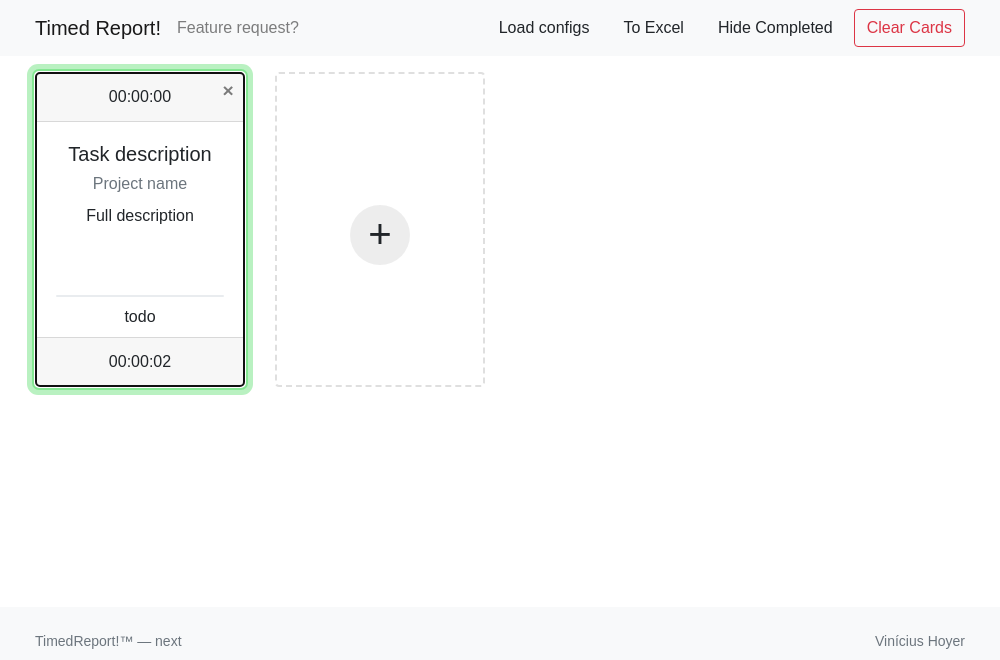 Timed Report! Feature request? Load configs To Excel Hide Completed Clear Cards
00:00:00 ×
Task description
Project name
Full description
+
todo
00:00:02
TimedReport!™ — next Vinícius Hoyer